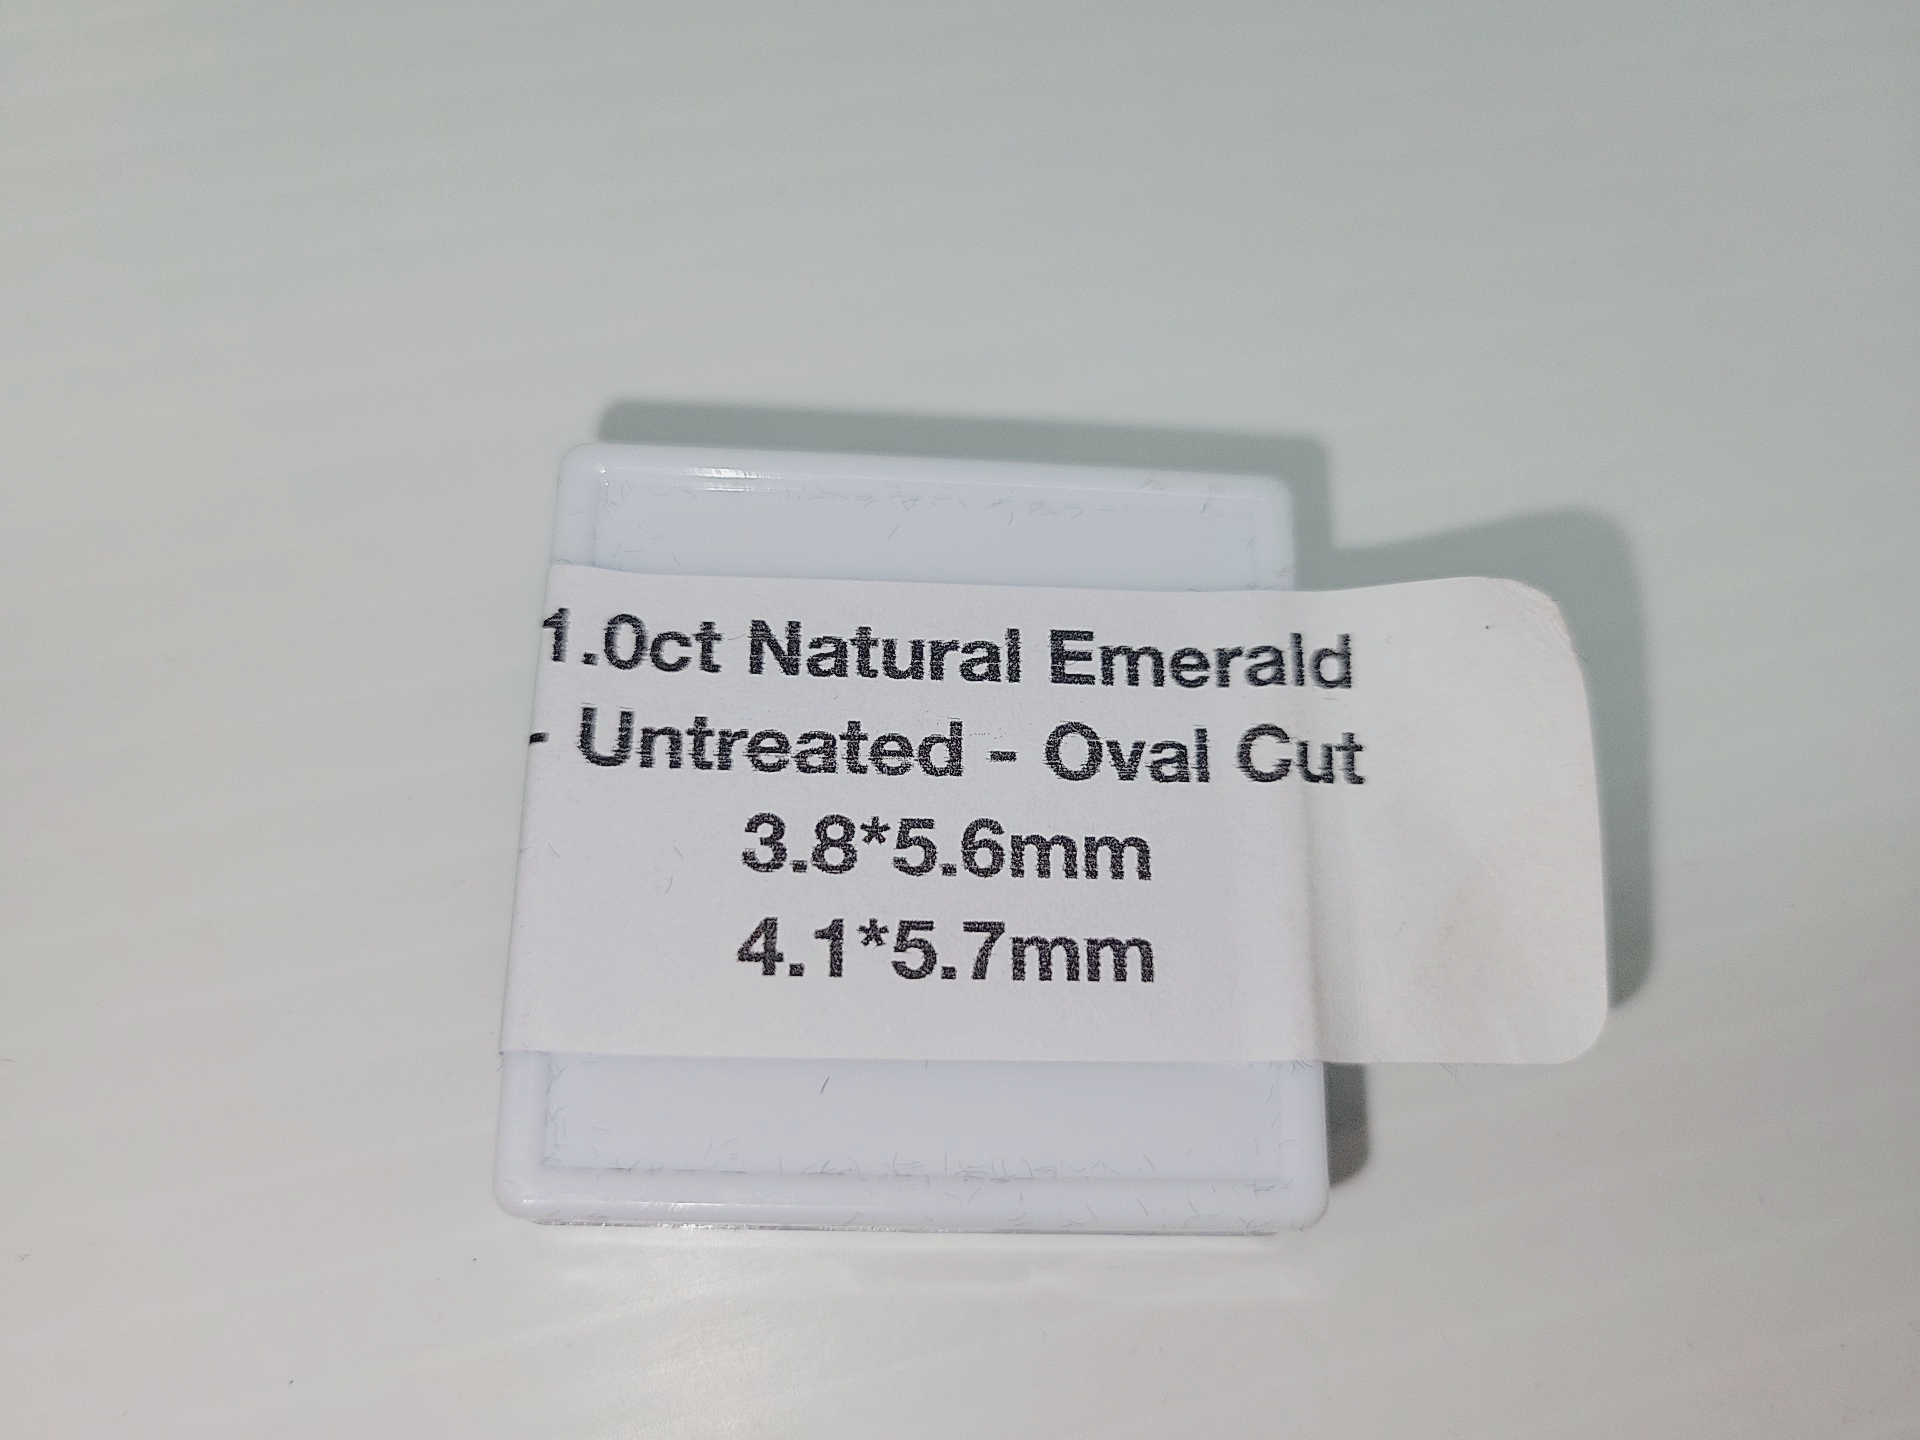 1.0ct Natural Emerald
- Untreated - Oval Cut
3.8*5.6mm
4.1*5.7mm